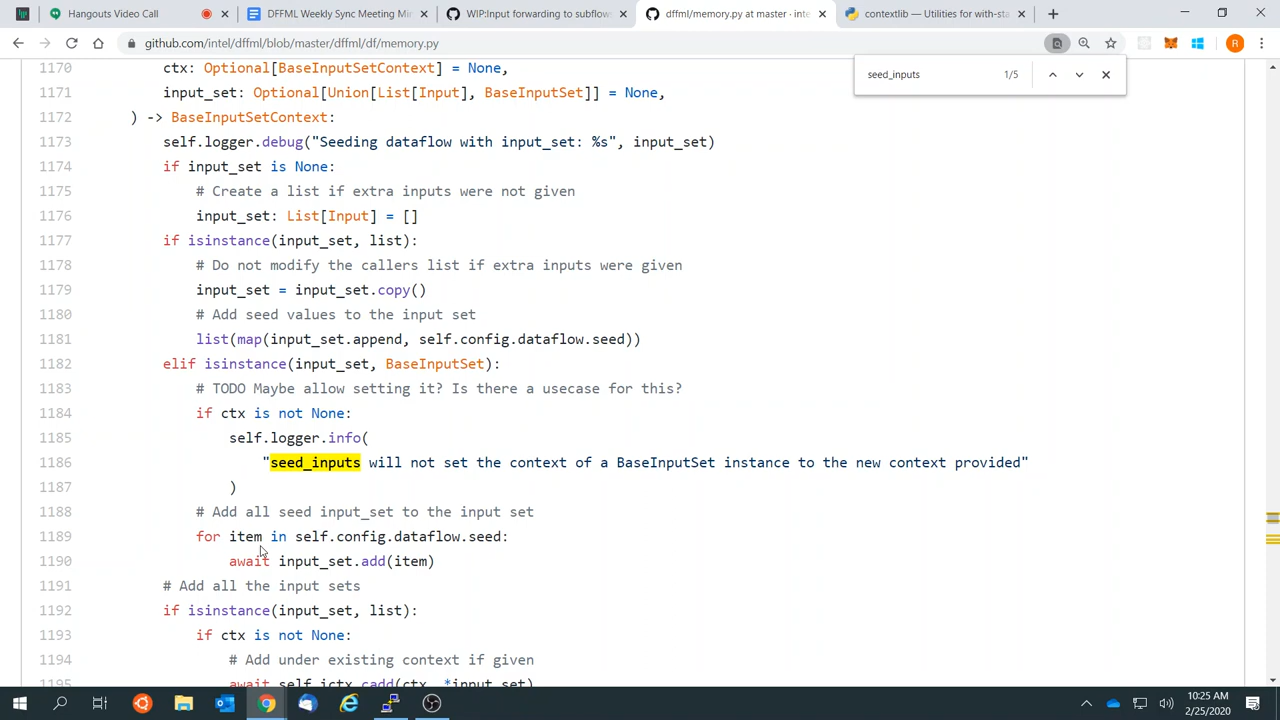 Hangouts Video Call
DFFML Weekly Sync Meeting Mi
WIP:Input forwarding to subflow
dffml/memory.py at master · inte
contextlib — Utilities for with-sta
github.com/intel/dffml/blob/master/dffml/df/memory.py
R
seed_inputs 1/5
1170 ctx: Optional[BaseInputSetContext] = None,
1171 input_set: Optional[Union[List[Input], BaseInputSet]] = None,
1172 ) -> BaseInputSetContext:
1173 self.logger.debug("Seeding dataflow with input_set: %s", input_set)
1174 if input_set is None:
1175 # Create a list if extra inputs were not given
1176 input_set: List[Input] = []
1177 if isinstance(input_set, list):
1178 # Do not modify the callers list if extra inputs were given
1179 input_set = input_set.copy()
1180 # Add seed values to the input set
1181 list(map(input_set.append, self.config.dataflow.seed))
1182 elif isinstance(input_set, BaseInputSet):
1183 # TODO Maybe allow setting it? Is there a usecase for this?
1184 if ctx is not None:
1185 self.logger.info(
1186 "seed_inputs will not set the context of a BaseInputSet instance to the new context provided"
1187 )
1188 # Add all seed input_set to the input set
1189 for item in self.config.dataflow.seed:
1190 await input_set.add(item)
1191 # Add all the input sets
1192 if isinstance(input_set, list):
1193 if ctx is not None:
1194 # Add under existing context if given
1195 await self.ictx.cadd(ctx, *input_set)
10:25 AM
2/25/2020